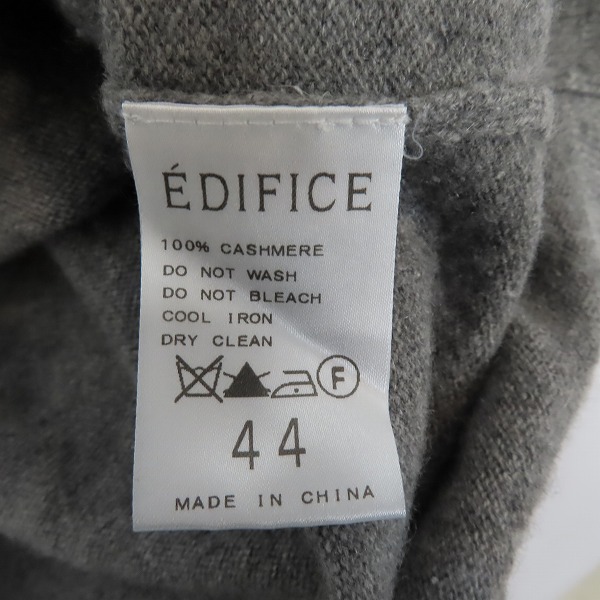 ÉDIFICE
100% CASHMERE
DO NOT WASH
DO NOT BLEACH
COOL IRON
DRY CLEAN
F
44
MADE IN CHINA